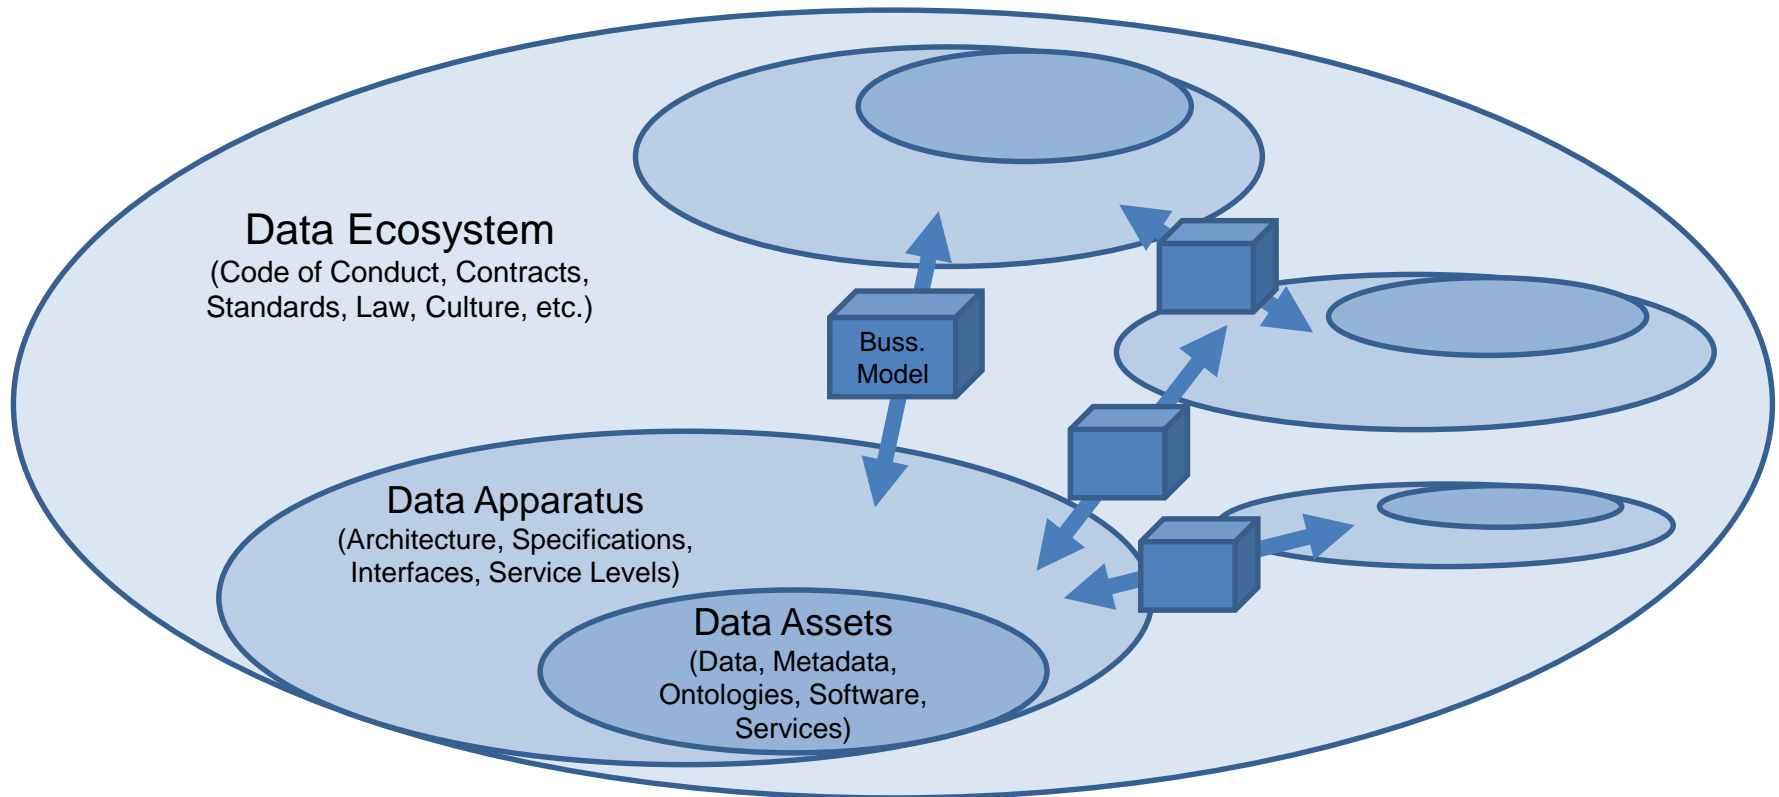 Data Ecosystem
(Code of Conduct, Contracts,
Standards, Law, Culture, etc.)
Buss.
Model
Data Apparatus
(Architecture, Specifications,
Interfaces, Service Levels)
Data Assets
(Data, Metadata,
Ontologies, Software,
Services)